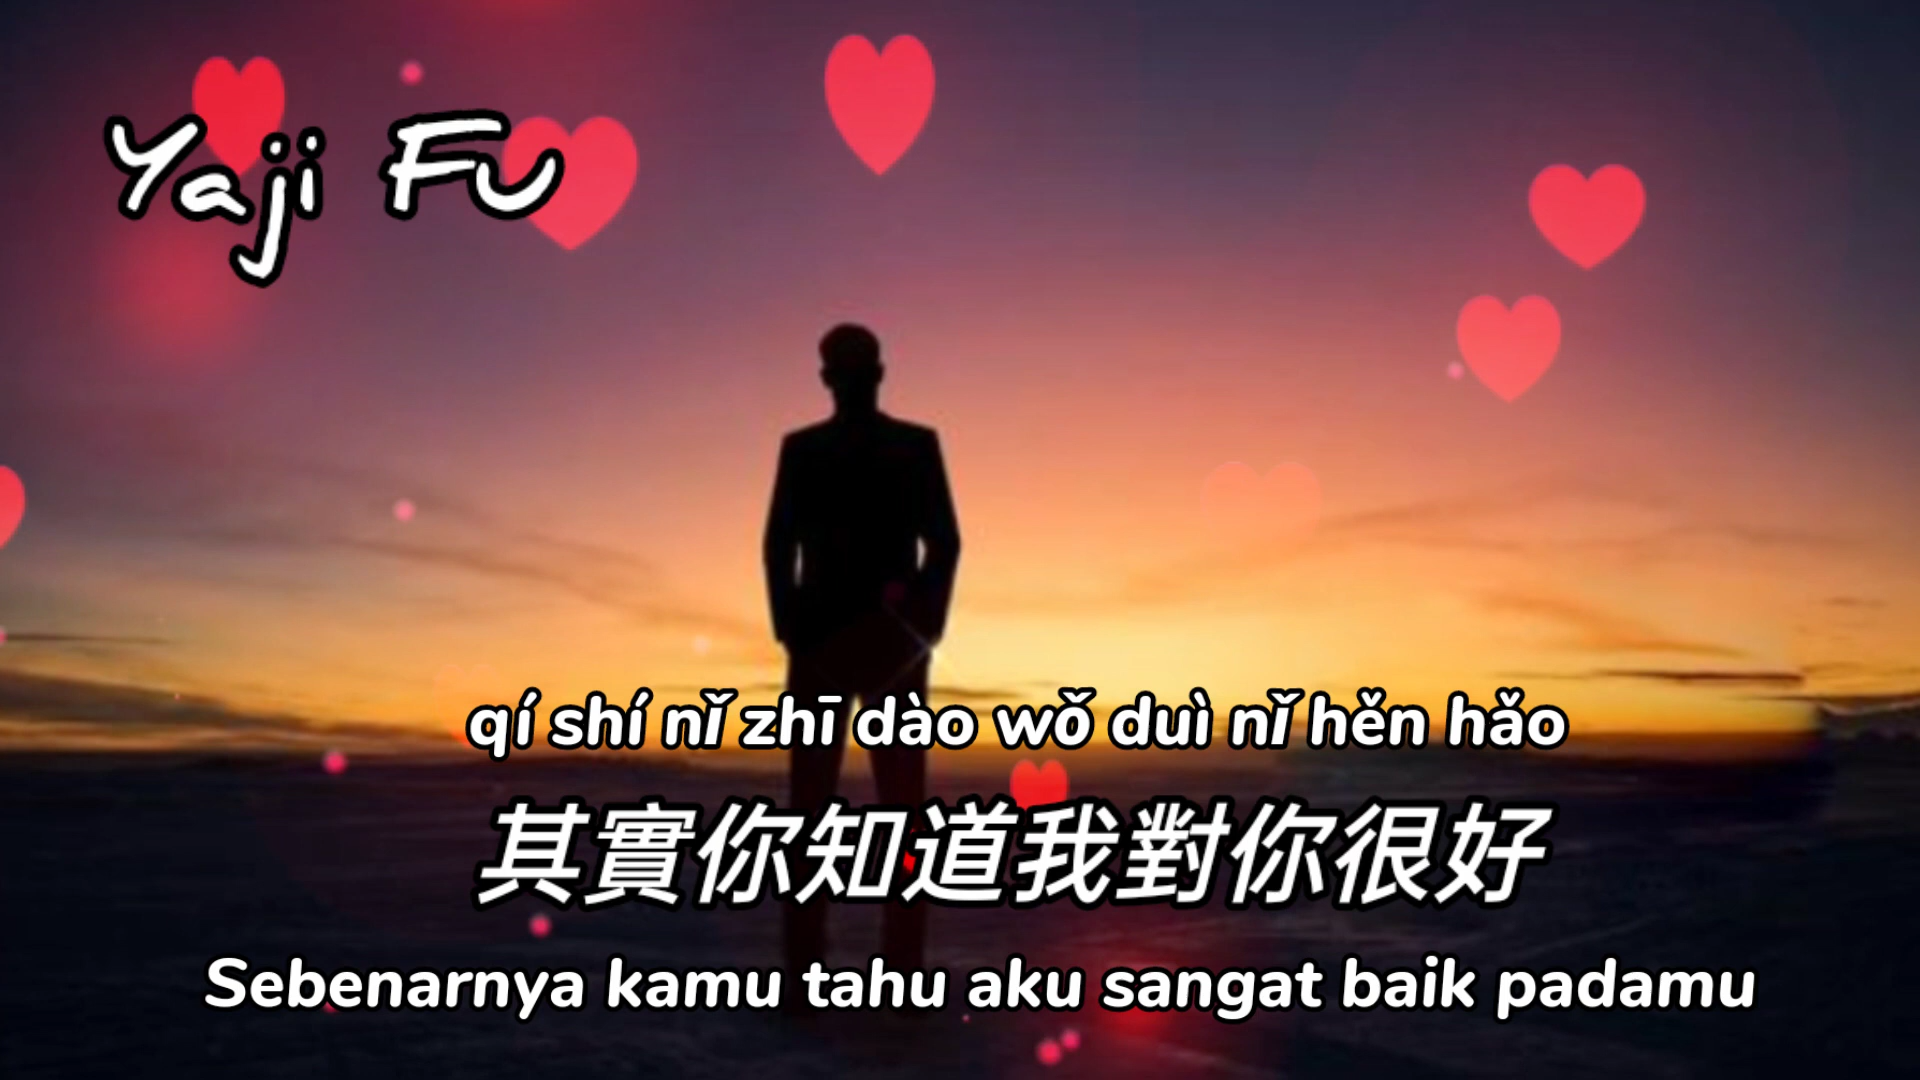 Yaji Fu
qí shí nǐ zhī dào wǒ duì nǐ hěn hǎo
其實你知道我對你很好
Sebenarnya kamu tahu aku sangat baik padamu